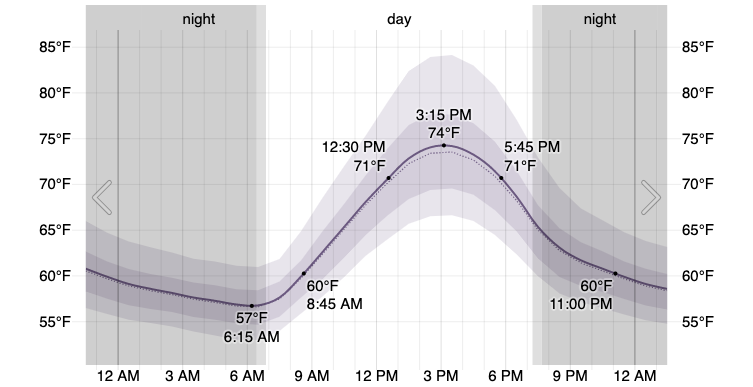 night day night
85°F 85°F
80°F 80°F
3:15 PM
75°F 74°F 75°F
12:30 PM 5:45 PM
71°F 71°F
70°F 70°F
65°F 65°F
60°F 60°F
60°F 60°F
8:45 AM 11:00 PM
57°F
55°F 55°F
6:15 AM
12 AM 3 AM 6 AM 9 AM 12 PM 3 PM 6 PM 9 PM 12 AM